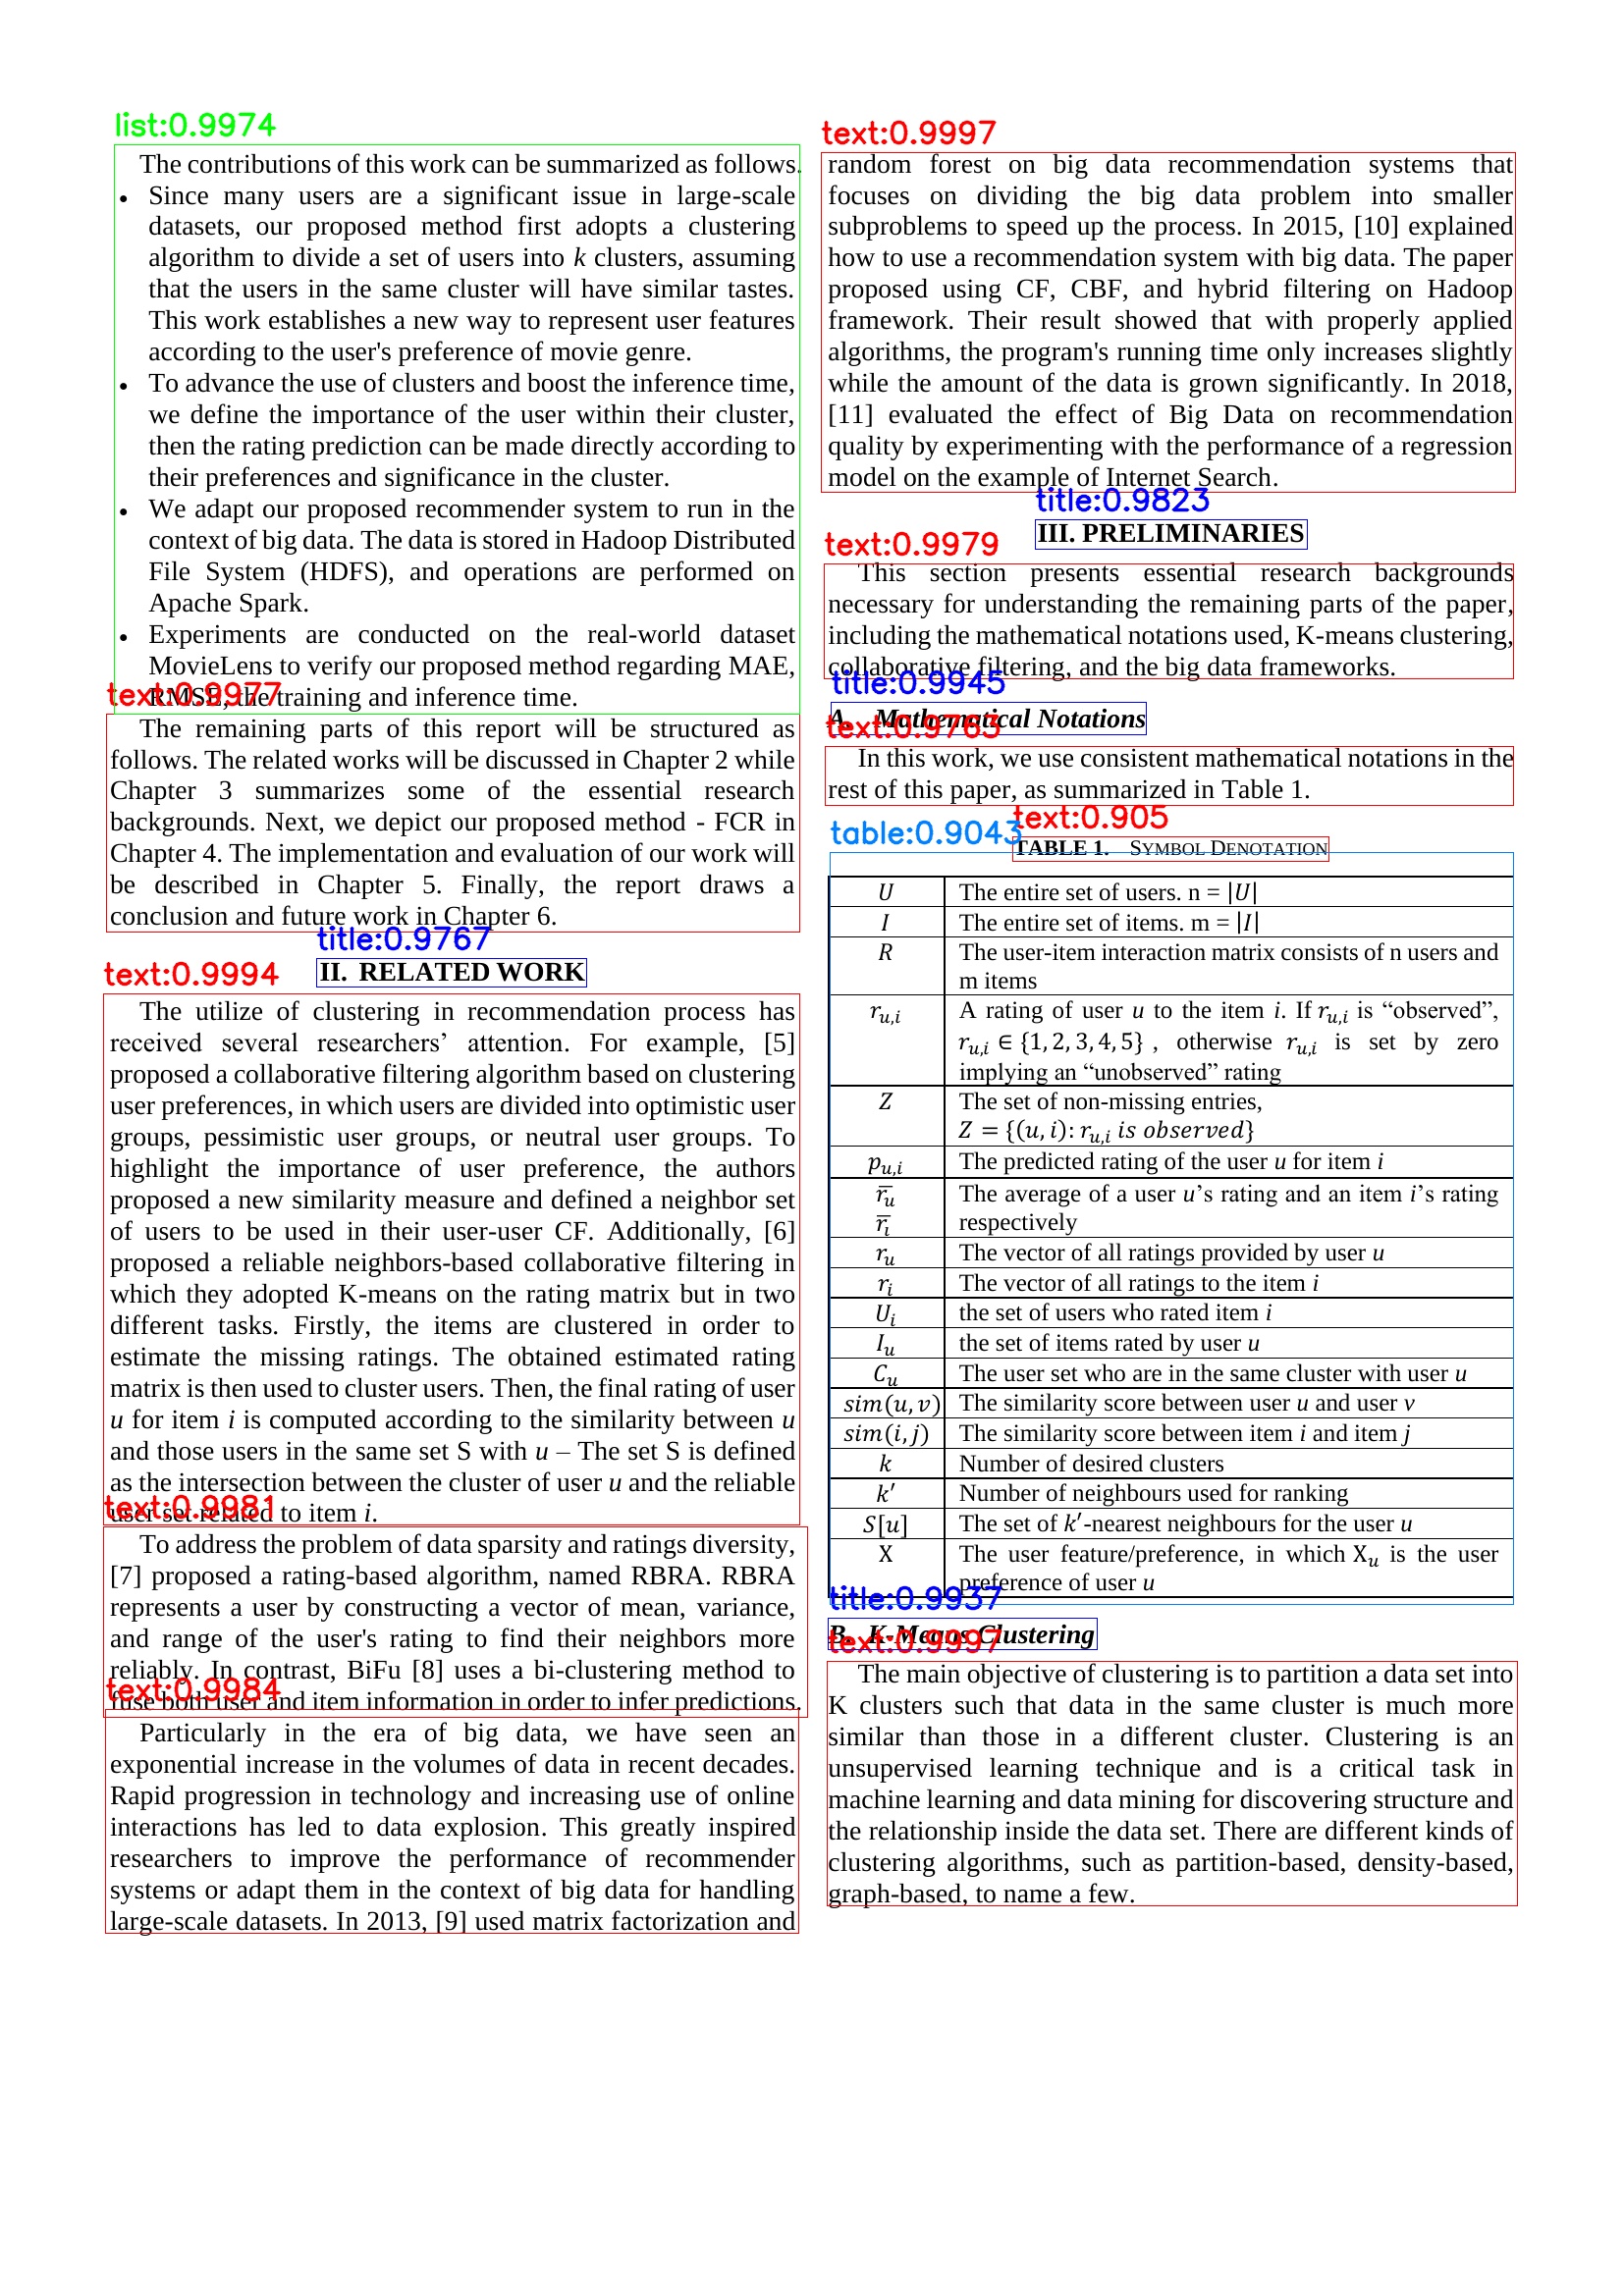 list:0.9974
The contributions of this work can be summarized as follows.
• Since many users are a significant issue in large-scale
datasets, our proposed method first adopts a clustering
algorithm to divide a set of users into k clusters, assuming
that the users in the same cluster will have similar tastes.
This work establishes a new way to represent user features
according to the user's preference of movie genre.
• To advance the use of clusters and boost the inference time,
we define the importance of the user within their cluster,
then the rating prediction can be made directly according to
their preferences and significance in the cluster.
• We adapt our proposed recommender system to run in the
context of big data. The data is stored in Hadoop Distributed
File System (HDFS), and operations are performed on
Apache Spark.
• Experiments are conducted on the real-world dataset
MovieLens to verify our proposed method regarding MAE,
RMSE, the training and inference time.
text:0.9977
The remaining parts of this report will be structured as
follows. The related works will be discussed in Chapter 2 while
Chapter 3 summarizes some of the essential research
backgrounds. Next, we depict our proposed method - FCR in
Chapter 4. The implementation and evaluation of our work will
be described in Chapter 5. Finally, the report draws a
conclusion and future work in Chapter 6.
title:0.9767
II. RELATED WORK
text:0.9994
The utilize of clustering in recommendation process has
received several researchers’ attention. For example, [5]
proposed a collaborative filtering algorithm based on clustering
user preferences, in which users are divided into optimistic user
groups, pessimistic user groups, or neutral user groups. To
highlight the importance of user preference, the authors
proposed a new similarity measure and defined a neighbor set
of users to be used in their user-user CF. Additionally, [6]
proposed a reliable neighbors-based collaborative filtering in
which they adopted K-means on the rating matrix but in two
different tasks. Firstly, the items are clustered in order to
estimate the missing ratings. The obtained estimated rating
matrix is then used to cluster users. Then, the final rating of user
u for item i is computed according to the similarity between u
and those users in the same set S with u – The set S is defined
as the intersection between the cluster of user u and the reliable
user set related to item i.
text:0.9981
To address the problem of data sparsity and ratings diversity,
[7] proposed a rating-based algorithm, named RBRA. RBRA
represents a user by constructing a vector of mean, variance,
and range of the user's rating to find their neighbors more
reliably. In contrast, BiFu [8] uses a bi-clustering method to
fuse both user and item information in order to infer predictions.
text:0.9984
Particularly in the era of big data, we have seen an
exponential increase in the volumes of data in recent decades.
Rapid progression in technology and increasing use of online
interactions has led to data explosion. This greatly inspired
researchers to improve the performance of recommender
systems or adapt them in the context of big data for handling
large-scale datasets. In 2013, [9] used matrix factorization and
text:0.9997
random forest on big data recommendation systems that
focuses on dividing the big data problem into smaller
subproblems to speed up the process. In 2015, [10] explained
how to use a recommendation system with big data. The paper
proposed using CF, CBF, and hybrid filtering on Hadoop
framework. Their result showed that with properly applied
algorithms, the program's running time only increases slightly
while the amount of the data is grown significantly. In 2018,
[11] evaluated the effect of Big Data on recommendation
quality by experimenting with the performance of a regression
model on the example of Internet Search.
title:0.9823
III. PRELIMINARIES
text:0.9979
This section presents essential research backgrounds
necessary for understanding the remaining parts of the paper,
including the mathematical notations used, K-means clustering,
collaborative filtering, and the big data frameworks.
title:0.9945
A. Mathematical Notations
text:0.9763
In this work, we use consistent mathematical notations in the
rest of this paper, as summarized in Table 1.
text:0.905
table:0.9043
TABLE 1. SYMBOL DENOTATION
U The entire set of users. n = |U|
I The entire set of items. m = |I|
R The user-item interaction matrix consists of n users and
m items
r_{u,i} A rating of user u to the item i. If r_{u,i} is “observed”,
r_{u,i} ∈ {1, 2, 3, 4, 5} , otherwise r_{u,i} is set by zero
implying an “unobserved” rating
Z The set of non-missing entries,
Z = {(u, i): r_{u,i} is observed}
p_{u,i} The predicted rating of the user u for item i
r̅_u The average of a user u’s rating and an item i’s rating
r̅_i respectively
r_u The vector of all ratings provided by user u
r_i The vector of all ratings to the item i
U_i the set of users who rated item i
I_u the set of items rated by user u
C_u The user set who are in the same cluster with user u
sim(u, v) The similarity score between user u and user v
sim(i, j) The similarity score between item i and item j
k Number of desired clusters
k′ Number of neighbours used for ranking
S[u] The set of k′-nearest neighbours for the user u
X The user feature/preference, in which X_u is the user
preference of user u
title:0.9937
B. K-Means Clustering
text:0.9997
The main objective of clustering is to partition a data set into
K clusters such that data in the same cluster is much more
similar than those in a different cluster. Clustering is an
unsupervised learning technique and is a critical task in
machine learning and data mining for discovering structure and
the relationship inside the data set. There are different kinds of
clustering algorithms, such as partition-based, density-based,
graph-based, to name a few.